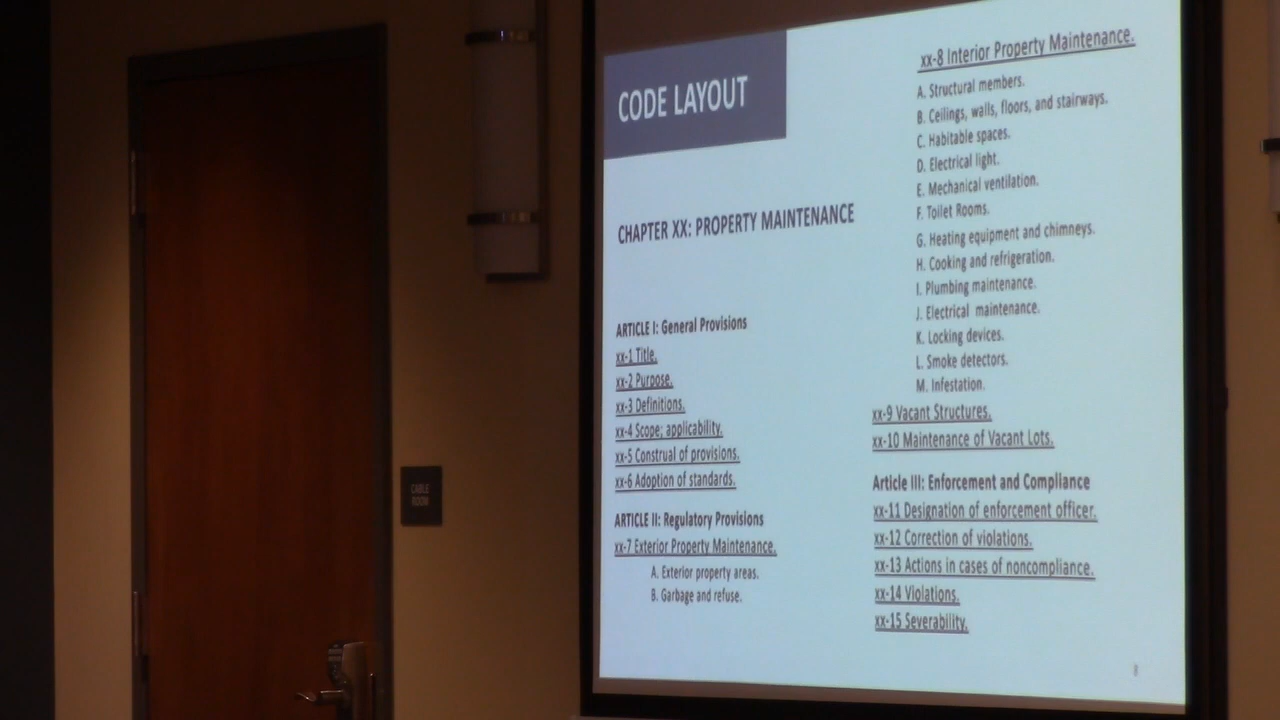 CODE LAYOUT
CHAPTER XX: PROPERTY MAINTENANCE
ARTICLE I: General Provisions
xx-1 Title.
xx-2 Purpose.
xx-3 Definitions.
xx-4 Scope; applicability.
xx-5 Construal of provisions.
xx-6 Adoption of standards.
ARTICLE II: Regulatory Provisions
xx-7 Exterior Property Maintenance.
A. Exterior property areas.
B. Garbage and refuse.
xx-8 Interior Property Maintenance.
A. Structural members.
B. Ceilings, walls, floors, and stairways.
C. Habitable spaces.
D. Electrical light.
E. Mechanical ventilation.
F. Toilet Rooms.
G. Heating equipment and chimneys.
H. Cooking and refrigeration.
I. Plumbing maintenance.
J. Electrical maintenance.
K. Locking devices.
L. Smoke detectors.
M. Infestation.
xx-9 Vacant Structures.
xx-10 Maintenance of Vacant Lots.
Article III: Enforcement and Compliance
xx-11 Designation of enforcement officer.
xx-12 Correction of violations.
xx-13 Actions in cases of noncompliance.
xx-14 Violations.
xx-15 Severability.
8
CABLE
ROOM